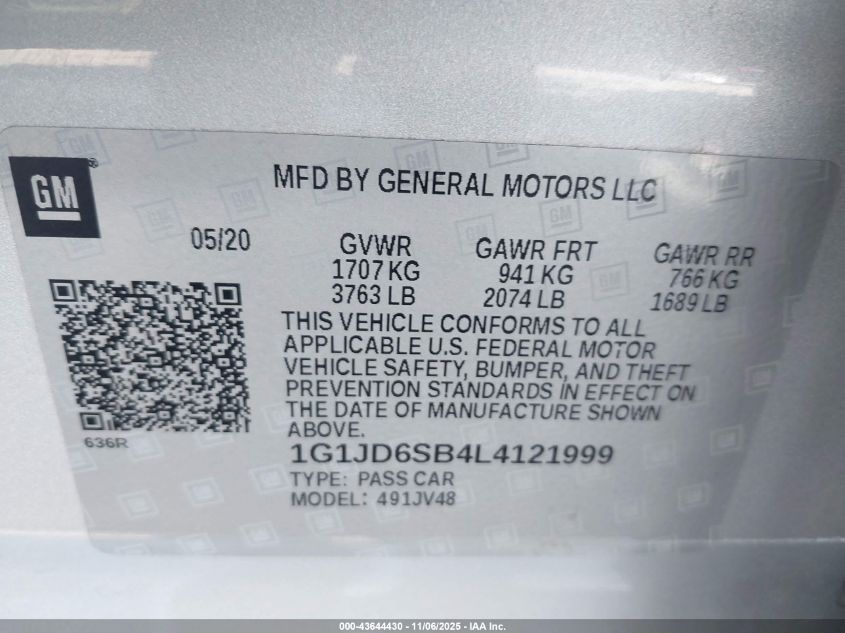 GM®
MFD BY GENERAL MOTORS LLC
05/20
GVWR
1707 KG
3763 LB
GAWR FRT
941 KG
2074 LB
GAWR RR
766 KG
1689 LB
THIS VEHICLE CONFORMS TO ALL
APPLICABLE U.S. FEDERAL MOTOR
VEHICLE SAFETY, BUMPER, AND THEFT
PREVENTION STANDARDS IN EFFECT ON
THE DATE OF MANUFACTURE SHOWN
ABOVE.
636R
1G1JD6SB4L4121999
TYPE: PASS CAR
MODEL: 491JV48
000-43644430 - 11/06/2025 - IAA Inc.